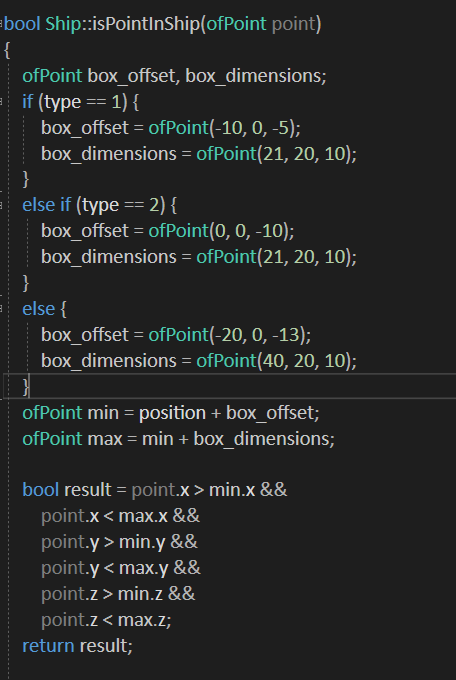 bool Ship::isPointInShip(ofPoint point)
{
ofPoint box_offset, box_dimensions;
if (type == 1) {
box_offset = ofPoint(-10, 0, -5);
box_dimensions = ofPoint(21, 20, 10);
}
else if (type == 2) {
box_offset = ofPoint(0, 0, -10);
box_dimensions = ofPoint(21, 20, 10);
}
else {
box_offset = ofPoint(-20, 0, -13);
box_dimensions = ofPoint(40, 20, 10);
}
ofPoint min = position + box_offset;
ofPoint max = min + box_dimensions;
bool result = point.x > min.x &&
point.x < max.x &&
point.y > min.y &&
point.y < max.y &&
point.z > min.z &&
point.z < max.z;
return result;